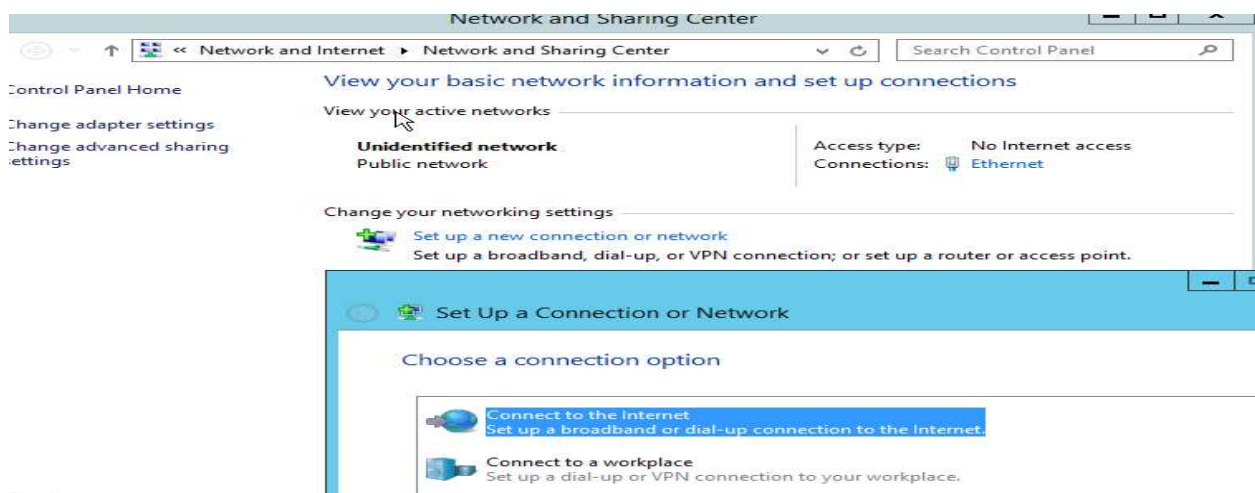 Network and Sharing Center
« Network and Internet ▸ Network and Sharing Center
Search Control Panel
Control Panel Home
Change adapter settings
Change advanced sharing
settings
View your basic network information and set up connections
View your active networks
Unidentified network
Public network
Access type: No Internet access
Connections: Ethernet
Change your networking settings
Set up a new connection or network
Set up a broadband, dial-up, or VPN connection; or set up a router or access point.
Set Up a Connection or Network
Choose a connection option
Connect to the Internet
Set up a broadband or dial-up connection to the Internet.
Connect to a workplace
Set up a dial-up or VPN connection to your workplace.